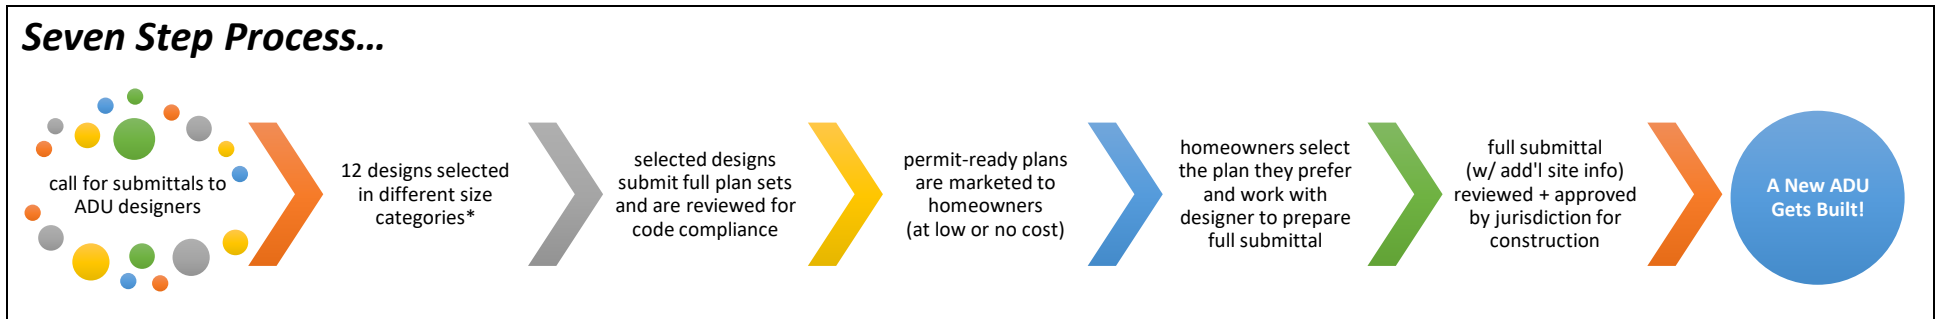 Seven Step Process…
call for submittals to
ADU designers
12 designs selected
in different size
categories*
selected designs
submit full plan sets
and are reviewed for
code compliance
permit-ready plans
are marketed to
homeowners
(at low or no cost)
homeowners select
the plan they prefer
and work with
designer to prepare
full submittal
full submittal
(w/ add'l site info)
reviewed + approved
by jurisdiction for
construction
A New ADU
Gets Built!